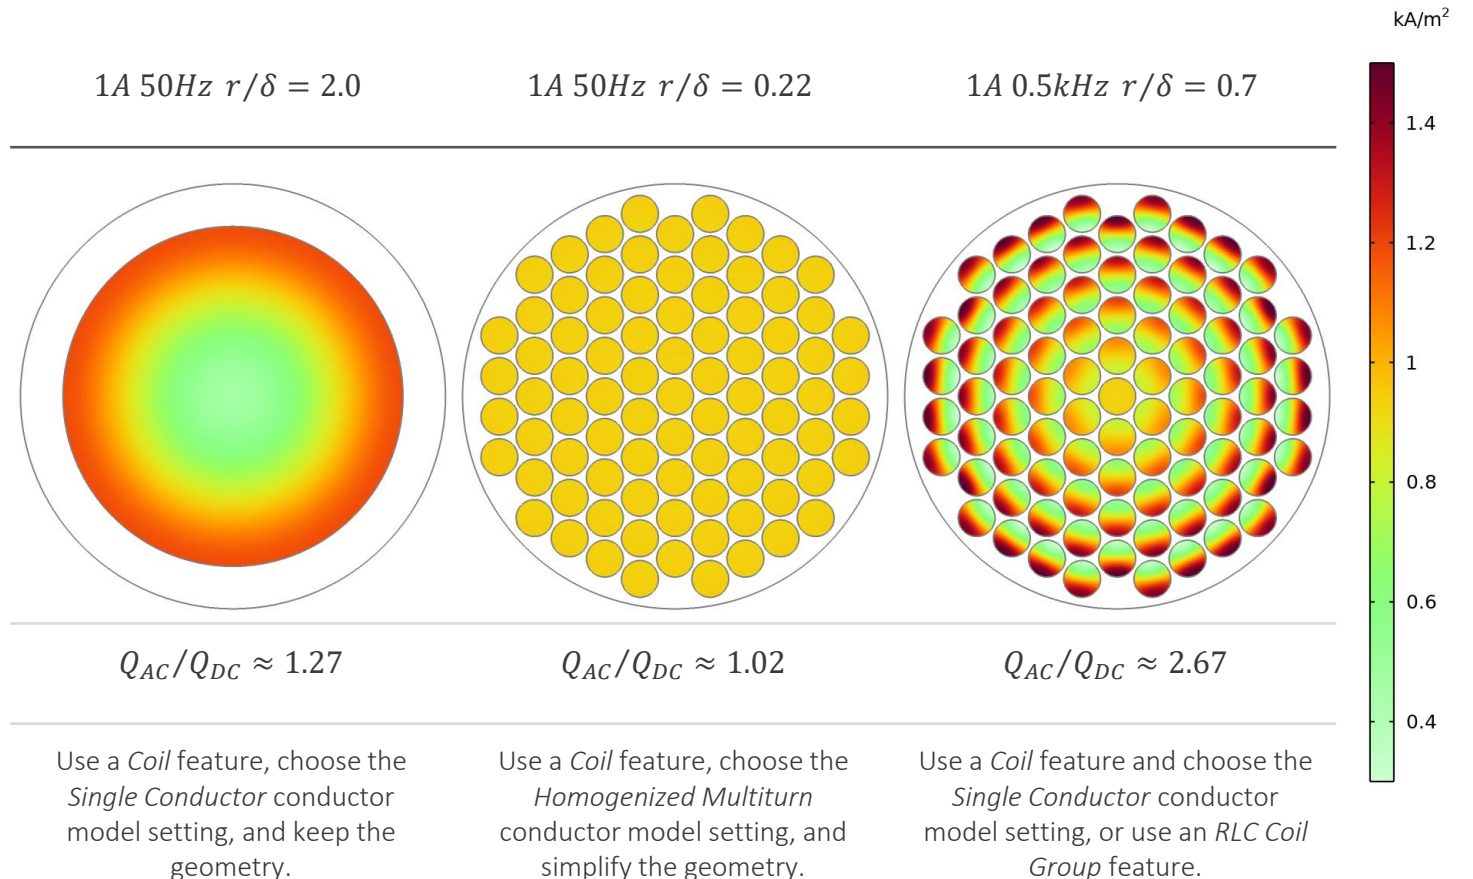 kA/m²
1A 50Hz r/δ = 2.0
1A 50Hz r/δ = 0.22
1A 0.5kHz r/δ = 0.7
1.4
1.2
1
0.8
0.6
0.4
Q_AC/Q_DC ≈ 1.27
Q_AC/Q_DC ≈ 1.02
Q_AC/Q_DC ≈ 2.67
Use a Coil feature, choose the
Single Conductor conductor
model setting, and keep the
geometry.
Use a Coil feature, choose the
Homogenized Multiturn
conductor model setting, and
simplify the geometry.
Use a Coil feature and choose the
Single Conductor conductor
model setting, or use an RLC Coil
Group feature.